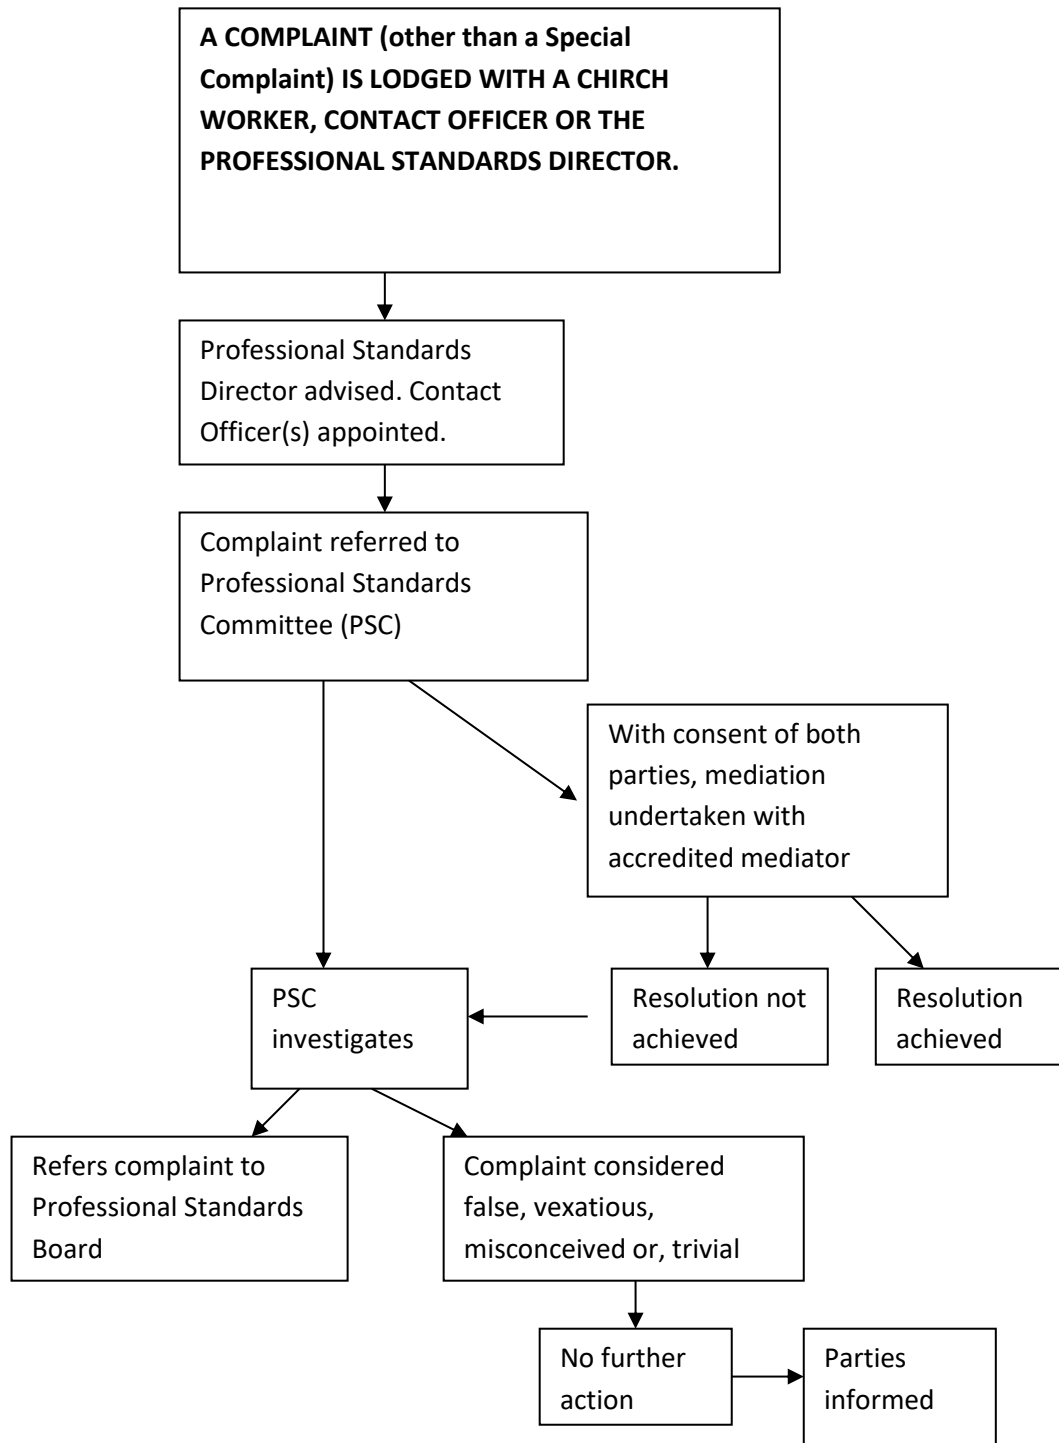 A COMPLAINT (other than a Special
Complaint) IS LODGED WITH A CHIRCH
WORKER, CONTACT OFFICER OR THE
PROFESSIONAL STANDARDS DIRECTOR.
Professional Standards
Director advised. Contact
Officer(s) appointed.
Complaint referred to
Professional Standards
Committee (PSC)
With consent of both
parties, mediation
undertaken with
accredited mediator
PSC
investigates
Resolution not
achieved
Resolution
achieved
Refers complaint to
Professional Standards
Board
Complaint considered
false, vexatious,
misconceived or, trivial
No further
action
Parties
informed